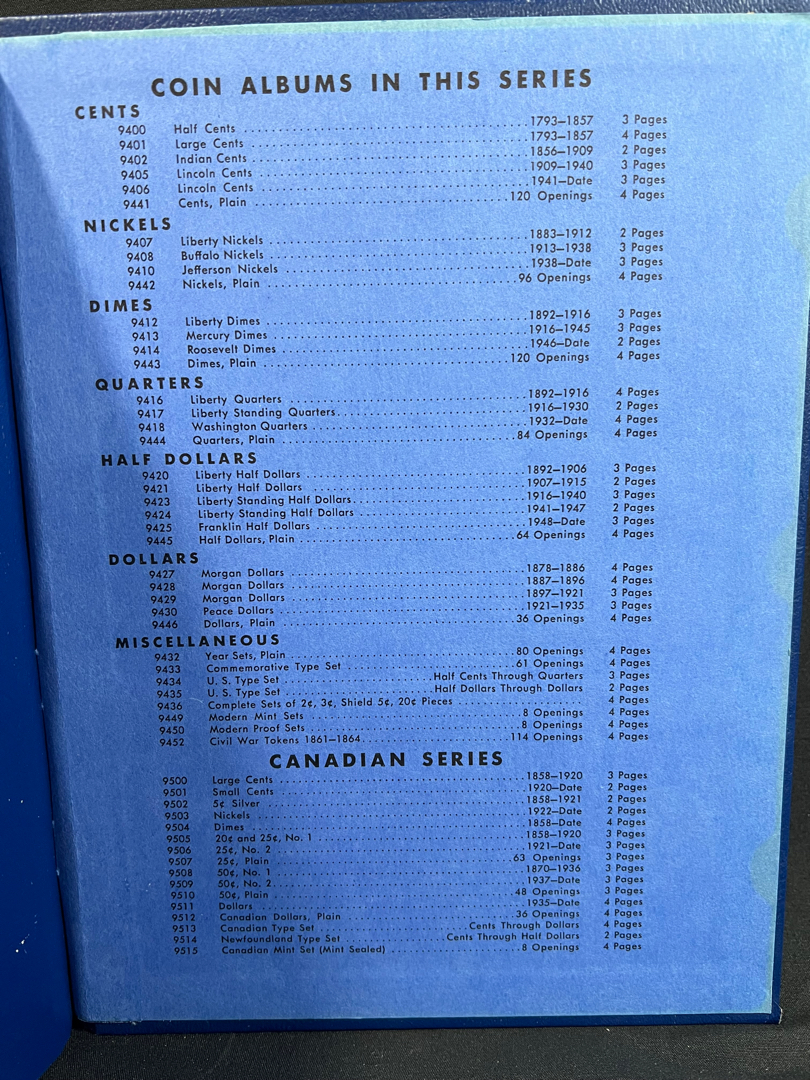 COIN ALBUMS IN THIS SERIES
CENTS
9400 Half Cents 1793–1857 3 Pages
9401 Large Cents 1793–1857 4 Pages
9402 Indian Cents 1856–1909 2 Pages
9405 Lincoln Cents 1909–1940 3 Pages
9406 Lincoln Cents 1941–Date 3 Pages
9441 Cents, Plain 120 Openings 4 Pages
NICKELS
9407 Liberty Nickels 1883–1912 2 Pages
9408 Buffalo Nickels 1913–1938 3 Pages
9410 Jefferson Nickels 1938–Date 3 Pages
9442 Nickels, Plain 96 Openings 4 Pages
DIMES
9412 Liberty Dimes 1892–1916 3 Pages
9413 Mercury Dimes 1916–1945 3 Pages
9414 Roosevelt Dimes 1946–Date 2 Pages
9443 Dimes, Plain 120 Openings 4 Pages
QUARTERS
9416 Liberty Quarters 1892–1916 4 Pages
9417 Liberty Standing Quarters 1916–1930 2 Pages
9418 Washington Quarters 1932–Date 4 Pages
9444 Quarters, Plain 84 Openings 4 Pages
HALF DOLLARS
9420 Liberty Half Dollars 1892–1906 3 Pages
9421 Liberty Half Dollars 1907–1915 2 Pages
9423 Liberty Standing Half Dollars 1916–1940 3 Pages
9424 Liberty Standing Half Dollars 1941–1947 2 Pages
9425 Franklin Half Dollars 1948–Date 3 Pages
9445 Half Dollars, Plain 64 Openings 4 Pages
DOLLARS
9427 Morgan Dollars 1878–1886 4 Pages
9428 Morgan Dollars 1887–1896 4 Pages
9429 Morgan Dollars 1897–1921 3 Pages
9430 Peace Dollars 1921–1935 3 Pages
9446 Dollars, Plain 36 Openings 4 Pages
MISCELLANEOUS
9432 Year Sets, Plain 80 Openings 4 Pages
9433 Commemorative Type Set 61 Openings 4 Pages
9434 U. S. Type Set Half Cents Through Quarters 3 Pages
9435 U. S. Type Set Half Dollars Through Dollars 2 Pages
9436 Complete Sets of 2¢, 3¢, Shield 5¢, 20¢ Pieces 4 Pages
9449 Modern Mint Sets 8 Openings 4 Pages
9450 Modern Proof Sets 8 Openings 4 Pages
9452 Civil War Tokens 1861–1864 114 Openings 4 Pages
CANADIAN SERIES
9500 Large Cents 1858–1920 3 Pages
9501 Small Cents 1920–Date 2 Pages
9502 5¢ Silver 1858–1921 2 Pages
9503 Nickels 1922–Date 2 Pages
9504 Dimes 1858–Date 4 Pages
9505 20¢ and 25¢, No. 1 1858–1920 3 Pages
9506 25¢, No. 2 1921–Date 3 Pages
9507 25¢, Plain 63 Openings 3 Pages
9508 50¢, No. 1 1870–1936 3 Pages
9509 50¢, No. 2 1937–Date 3 Pages
9510 50¢, Plain 48 Openings 3 Pages
9511 Dollars 1935–Date 4 Pages
9512 Canadian Dollars, Plain 36 Openings 4 Pages
9513 Canadian Type Set Cents Through Dollars 4 Pages
9514 Newfoundland Type Set Cents Through Half Dollars 2 Pages
9515 Canadian Mint Set (Mint Sealed) 8 Openings 4 Pages